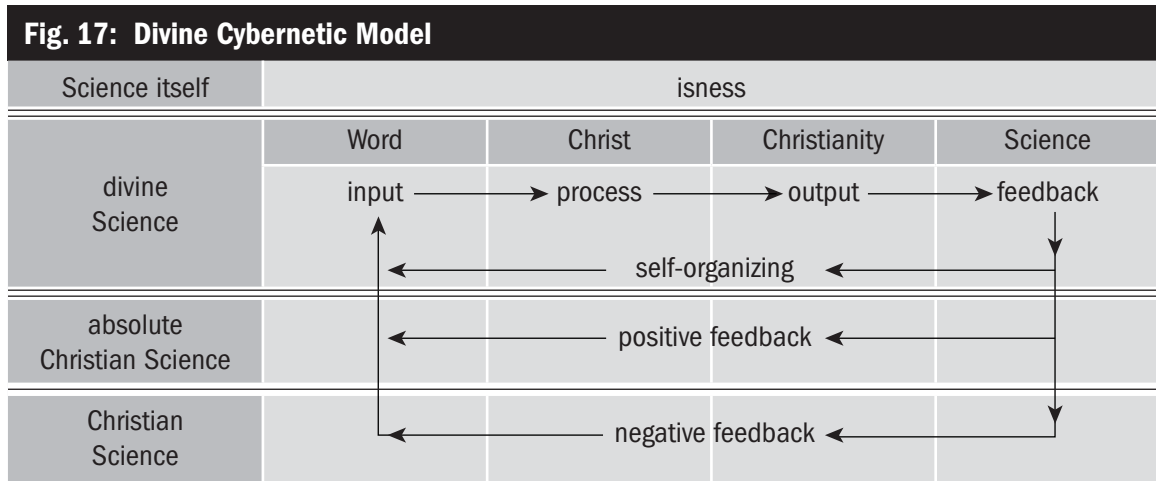 Fig. 17: Divine Cybernetic Model
Science itself
isness
Word
Christ
Christianity
Science
divine
Science
input
process
output
feedback
self-organizing
absolute
Christian Science
positive feedback
Christian
Science
negative feedback